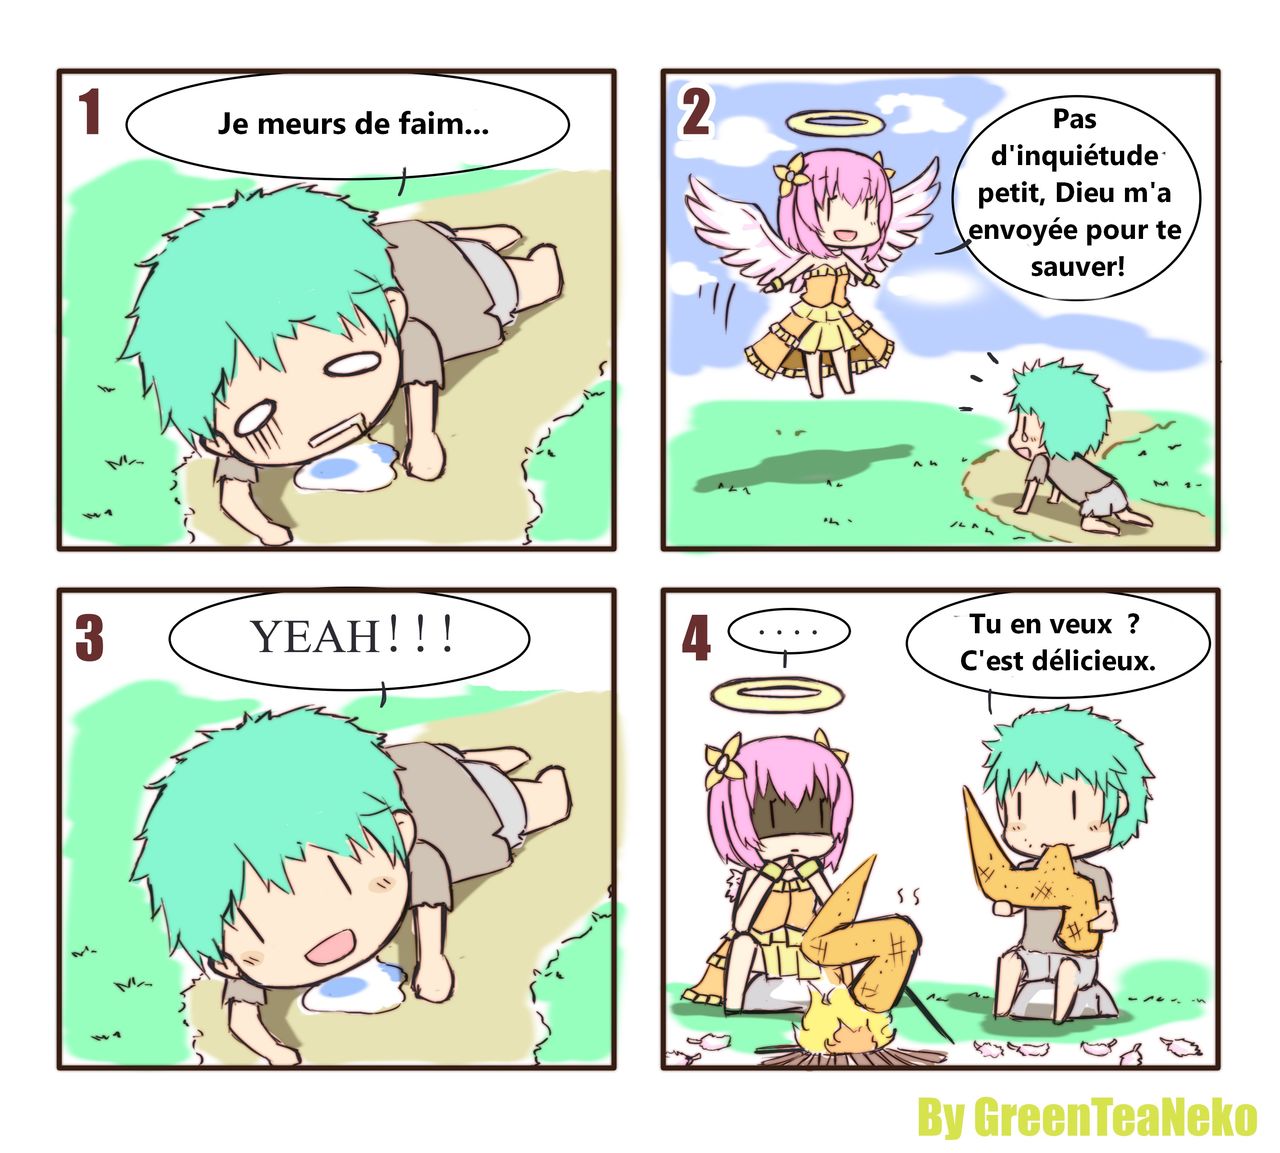 1
Je meurs de faim...
2
Pas
d'inquiétude
petit, Dieu m'a
envoyée pour te
sauver!
3
YEAH!!!
4
....
Tu en veux ?
C'est délicieux.
By GreenTeaNeko